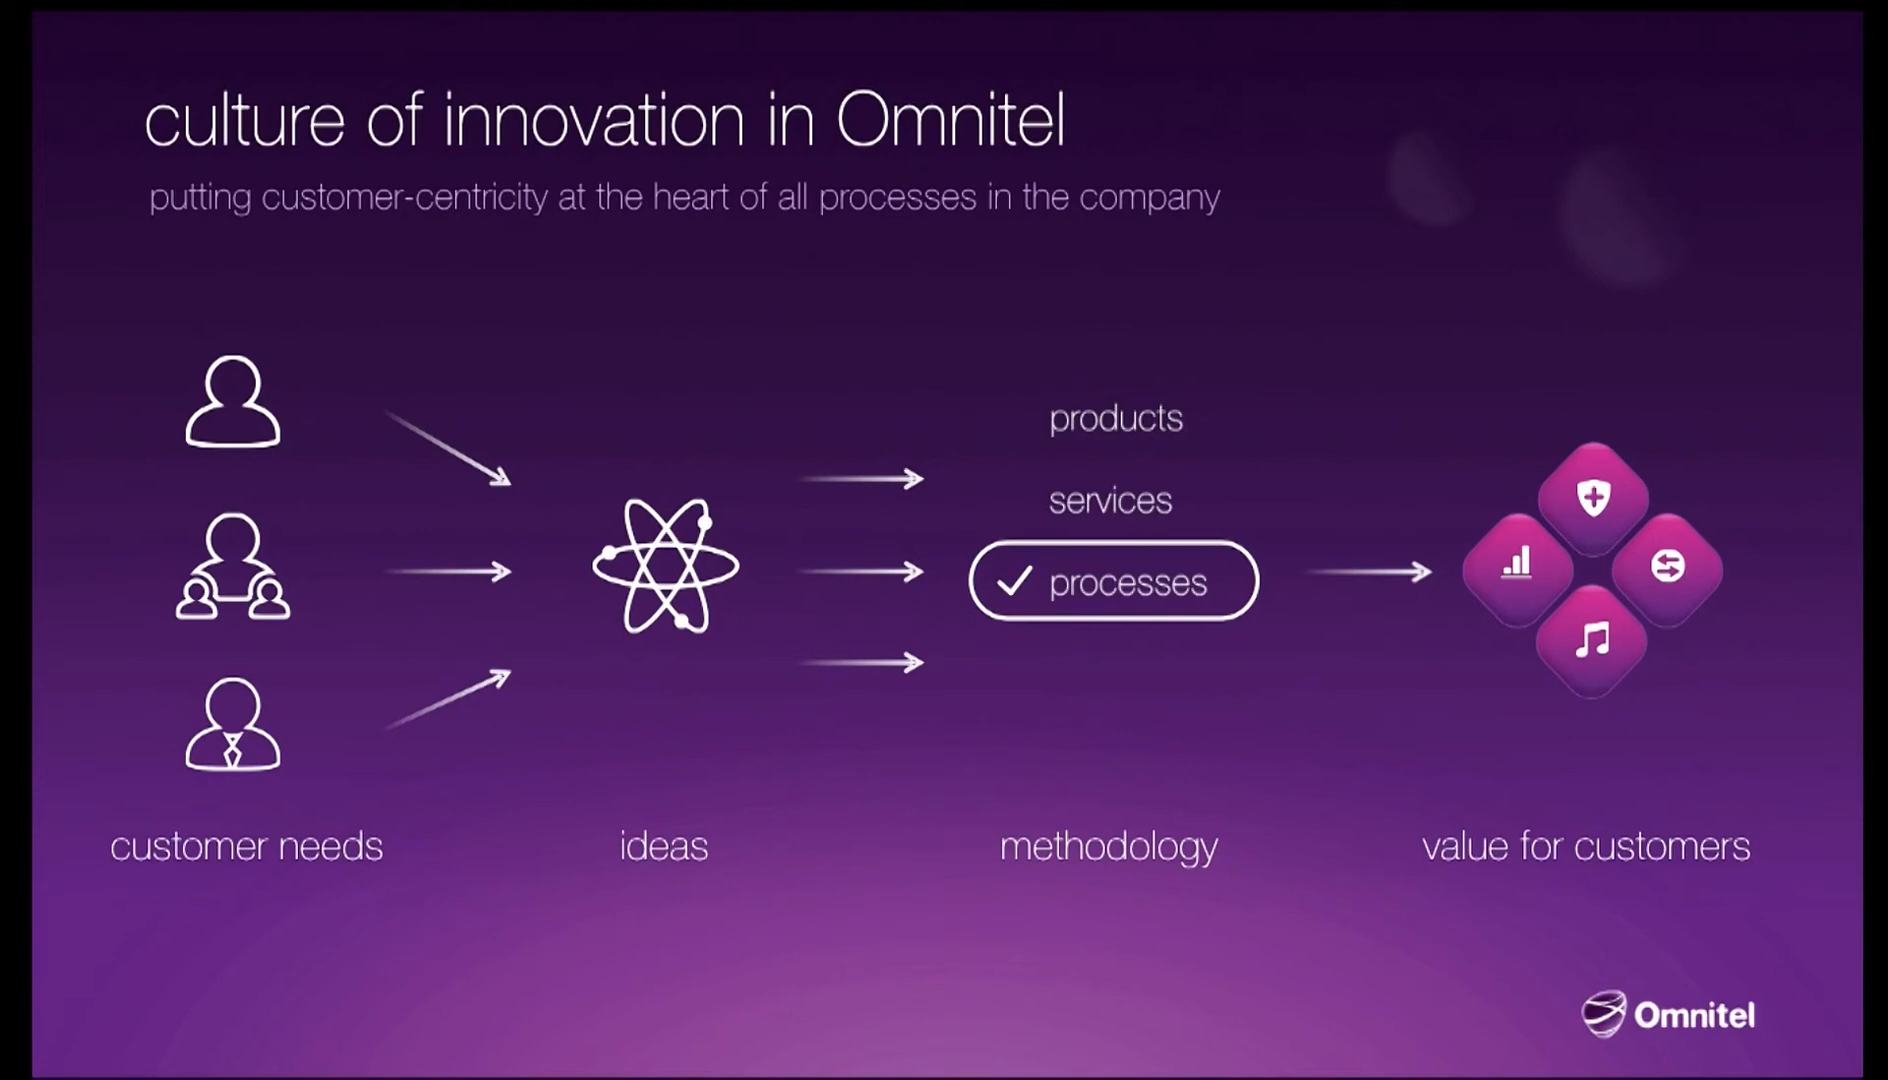 culture of innovation in Omnitel
putting customer-centricity at the heart of all processes in the company
products
services
processes
customer needs
ideas
methodology
value for customers
Omnitel